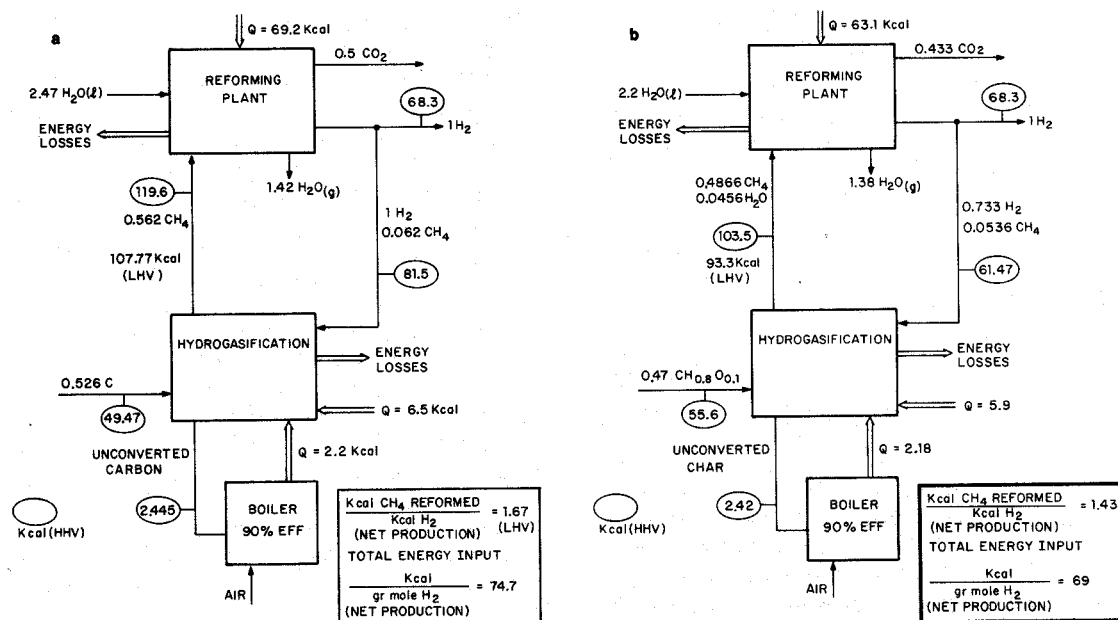 a
Q = 69.2 Kcal
0.5 CO2
REFORMING
PLANT
2.47 H2O(ℓ)
68.3
1 H2
ENERGY
LOSSES
1.42 H2O(g)
119.6
0.562 CH4
1 H2
0.062 CH4
107.77 Kcal
(LHV)
81.5
HYDROGASIFICATION
ENERGY
LOSSES
0.526 C
49.47
Q = 6.5 Kcal
UNCONVERTED
CARBON
Q = 2.2 Kcal
2.445
BOILER
90% EFF
AIR
Kcal (HHV)
Kcal CH4 REFORMED
Kcal H2
(NET PRODUCTION)
= 1.67
(LHV)
TOTAL ENERGY INPUT
Kcal
gr mole H2
(NET PRODUCTION)
= 74.7
b
Q = 63.1 Kcal
0.433 CO2
REFORMING
PLANT
2.2 H2O(ℓ)
68.3
1 H2
ENERGY
LOSSES
1.38 H2O(g)
0.4866 CH4
0.0456 H2O
0.733 H2
0.0536 CH4
103.5
93.3 Kcal
(LHV)
61.47
HYDROGASIFICATION
ENERGY
LOSSES
0.47 CH0.8 O0.1
55.6
Q = 5.9
UNCONVERTED
CHAR
Q = 2.18
2.42
BOILER
90% EFF
AIR
Kcal (HHV)
Kcal CH4 REFORMED
Kcal H2
(NET PRODUCTION)
= 1.43
TOTAL ENERGY INPUT
Kcal
gr mole H2
(NET PRODUCTION)
= 69